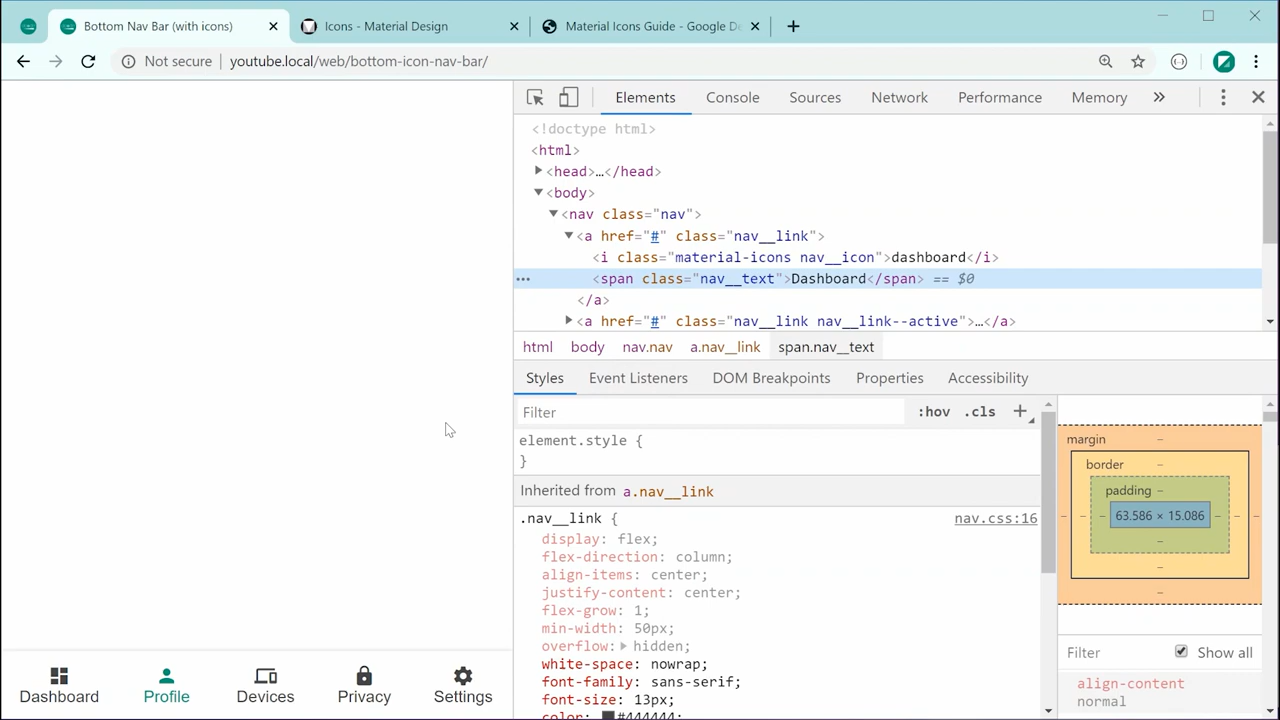 Bottom Nav Bar (with icons)
Icons - Material Design
Material Icons Guide - Google De
Not secure
youtube.local/web/bottom-icon-nav-bar/
Elements
Console
Sources
Network
Performance
Memory
<!doctype html>
<html>
<head>…</head>
<body>
<nav class="nav">
<a href="#" class="nav__link">
<i class="material-icons nav__icon">dashboard</i>
<span class="nav__text">Dashboard</span> == $0
</a>
<a href="#" class="nav__link nav__link--active">…</a>
html
body
nav.nav
a.nav__link
span.nav__text
Styles
Event Listeners
DOM Breakpoints
Properties
Accessibility
Filter
:hov
.cls
element.style {
}
Inherited from a.nav__link
.nav__link {
nav.css:16
display: flex;
flex-direction: column;
align-items: center;
justify-content: center;
flex-grow: 1;
min-width: 50px;
overflow: hidden;
white-space: nowrap;
font-family: sans-serif;
font-size: 13px;
color: #444444;
margin
border
padding
63.586 × 15.086
Filter
Show all
align-content
normal
Dashboard
Profile
Devices
Privacy
Settings